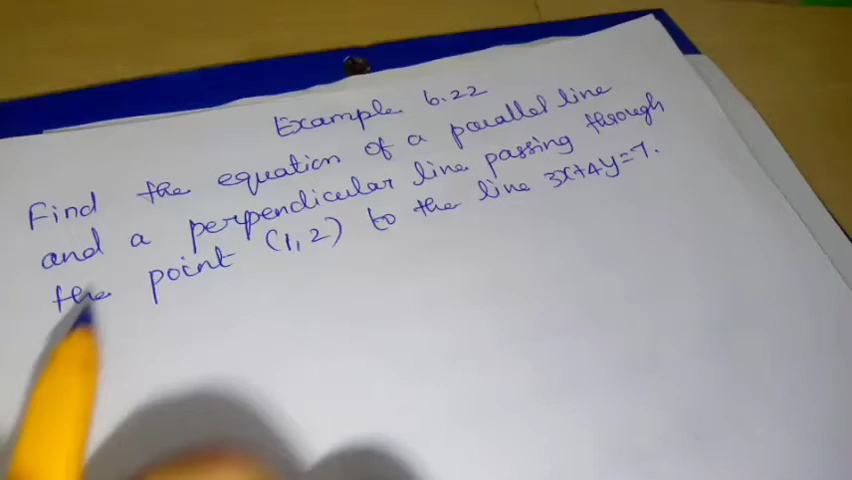 Example 6.22
Find the equation of a parallel line
and a perpendicular line passing through
the point (1,2) to the line 3x+4y=7.